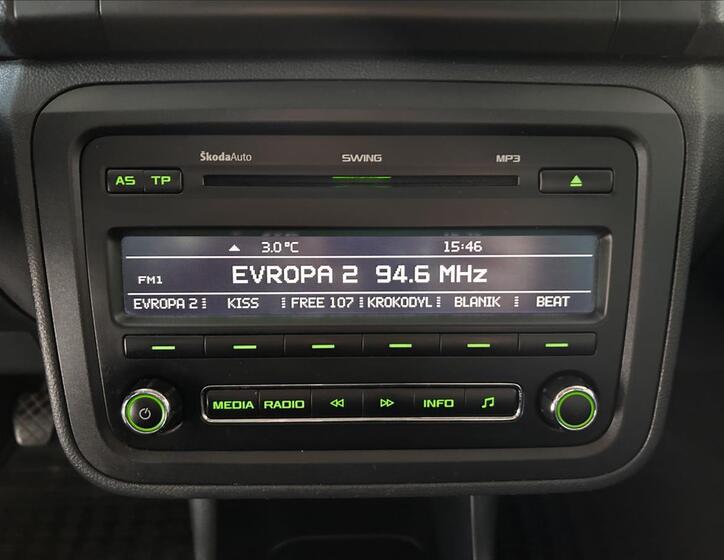 ŠkodaAuto SWING MP3
AS TP
3.0°C 15:46
FM1 EVROPA 2 94.6 MHz
EVROPA 2 KISS FREE 107 KROKODYL BLANIK BEAT
MEDIA RADIO INFO